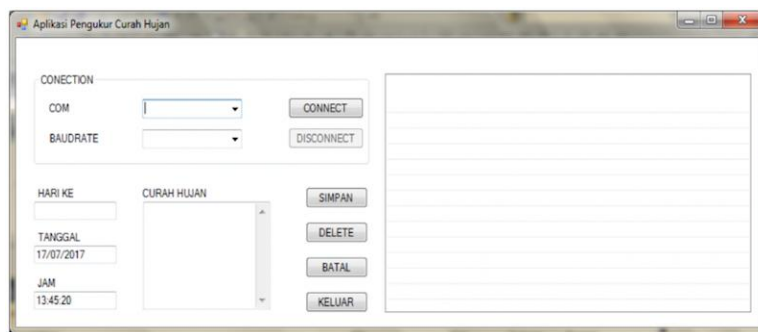 Aplikasi Pengukur Curah Hujan
CONECTION
COM
CONNECT
BAUDRATE
DISCONNECT
HARI KE
CURAH HUJAN
SIMPAN
TANGGAL
17/07/2017
DELETE
BATAL
JAM
13:45:20
KELUAR